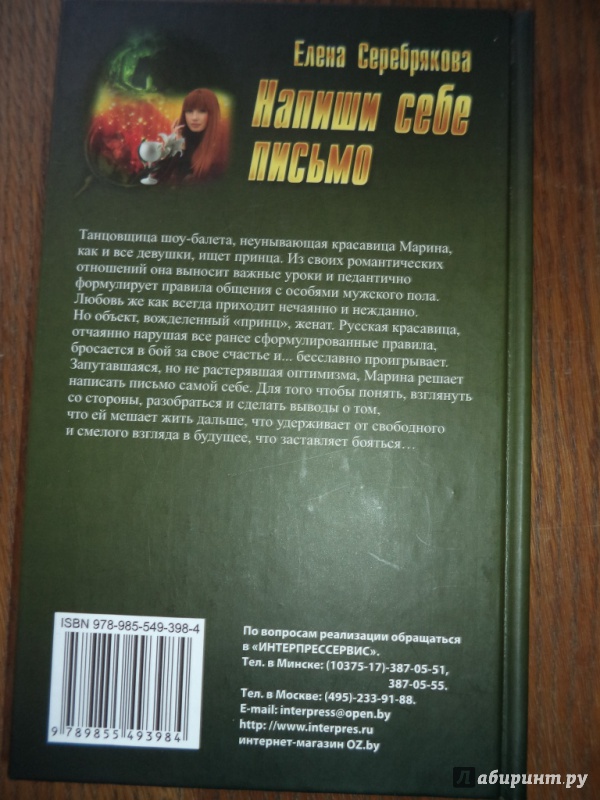 Елена Серебрякова
Напиши себе
письмо
Танцовщица шоу-балета, неунывающая красавица Марина,
как и все девушки, ищет принца. Из своих романтических
отношений она выносит важные уроки и педантично
формулирует правила общения с особями мужского пола.
Любовь же как всегда приходит нечаянно и нежданно.
Но объект, вожделенный «принц», женат. Русская красавица,
отчаянно нарушая все ранее сформулированные правила,
бросается в бой за свое счастье и... бесславно проигрывает.
Запутавшаяся, но не растерявшая оптимизма, Марина решает
написать письмо самой себе. Для того чтобы понять, взглянуть
со стороны, разобраться и сделать выводы о том,
что ей мешает жить дальше, что удерживает от свободного
и смелого взгляда в будущее, что заставляет бояться…
ISBN 978-985-549-398-4
9 789855 493984
По вопросам реализации обращаться
в «ИНТЕРПРЕССЕРВИС».
Тел. в Минске: (10375-17)-387-05-51,
387-05-55.
Тел. в Москве: (495)-233-91-88.
E-mail: interpress@open.by
http://www.interpres.ru
интернет-магазин OZ.by
Лабиринт.ру